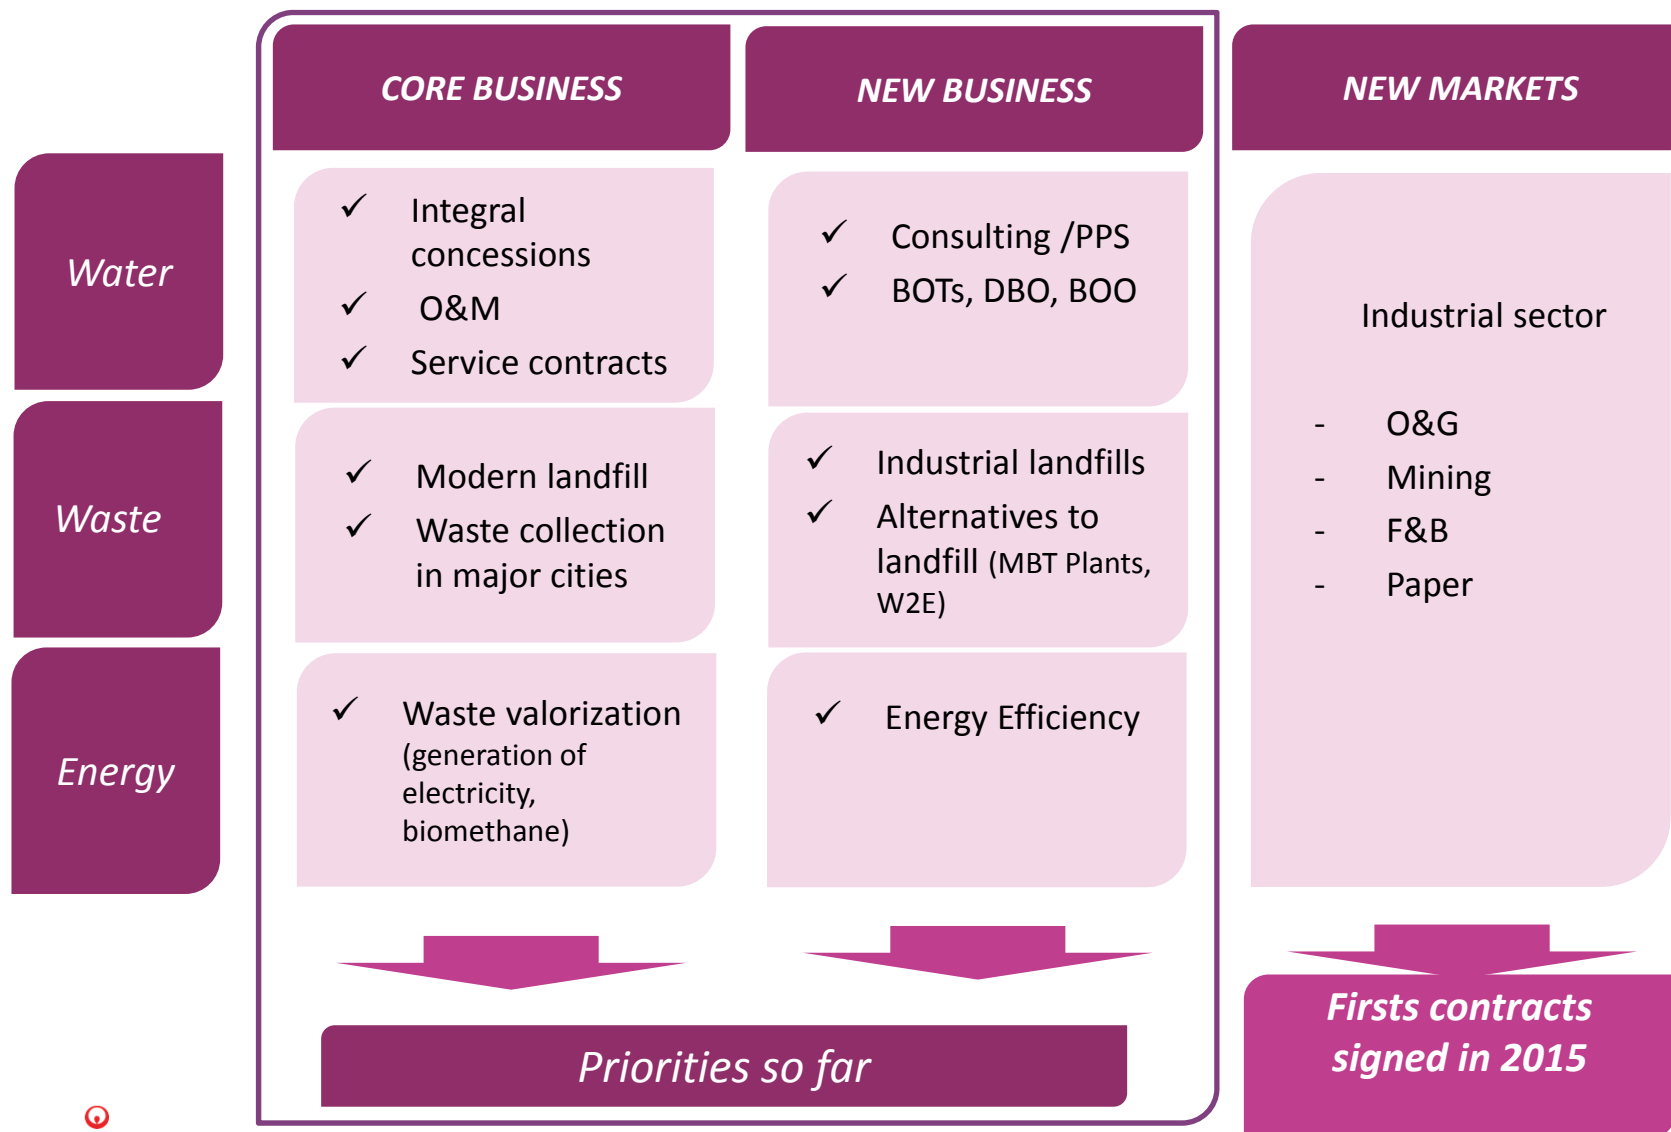 CORE BUSINESS
NEW BUSINESS
NEW MARKETS
Water
✓ Integral
concessions
✓ O&M
✓ Service contracts
✓ Consulting /PPS
✓ BOTs, DBO, BOO
Industrial sector
- O&G
- Mining
- F&B
- Paper
Waste
✓ Modern landfill
✓ Waste collection
in major cities
✓ Industrial landfills
✓ Alternatives to
landfill (MBT Plants,
W2E)
Energy
✓ Waste valorization
(generation of
electricity,
biomethane)
✓ Energy Efficiency
Priorities so far
Firsts contracts
signed in 2015